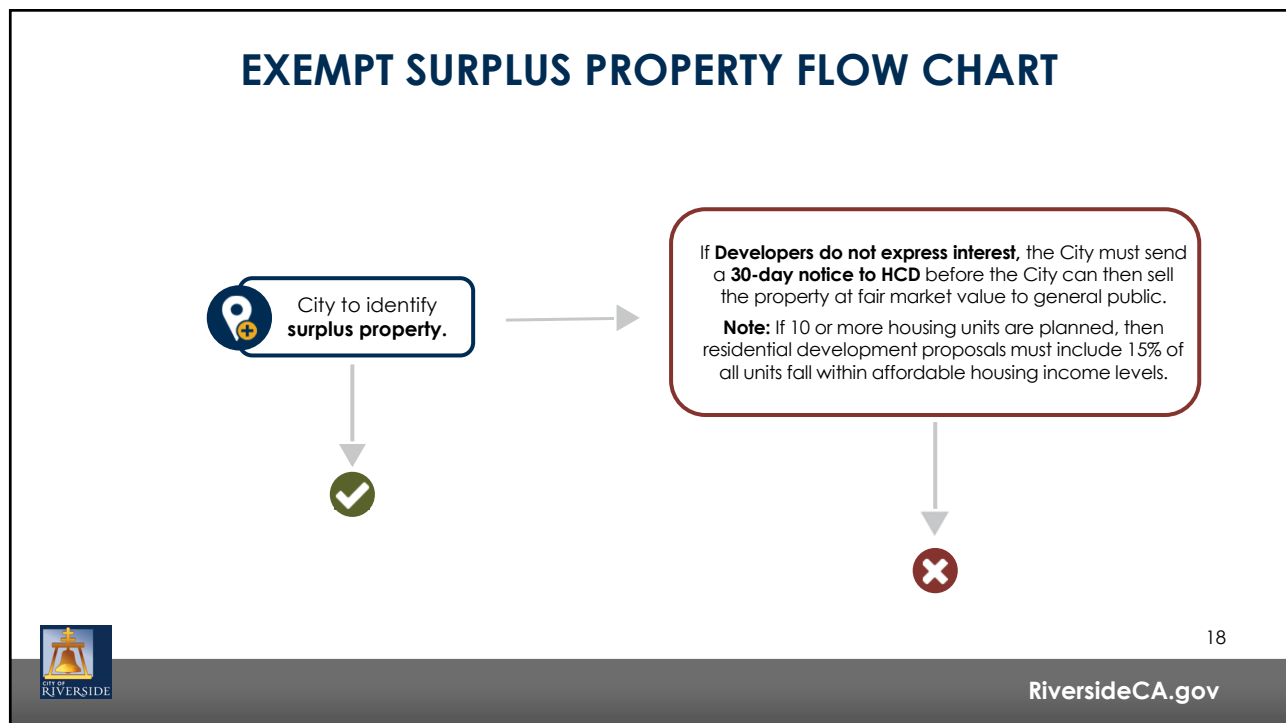 EXEMPT SURPLUS PROPERTY FLOW CHART
City to identify
surplus property.
If Developers do not express interest, the City must send
a 30-day notice to HCD before the City can then sell
the property at fair market value to general public.
Note: If 10 or more housing units are planned, then
residential development proposals must include 15% of
all units fall within affordable housing income levels.
18
CITY OF
RIVERSIDE
RiversideCA.gov